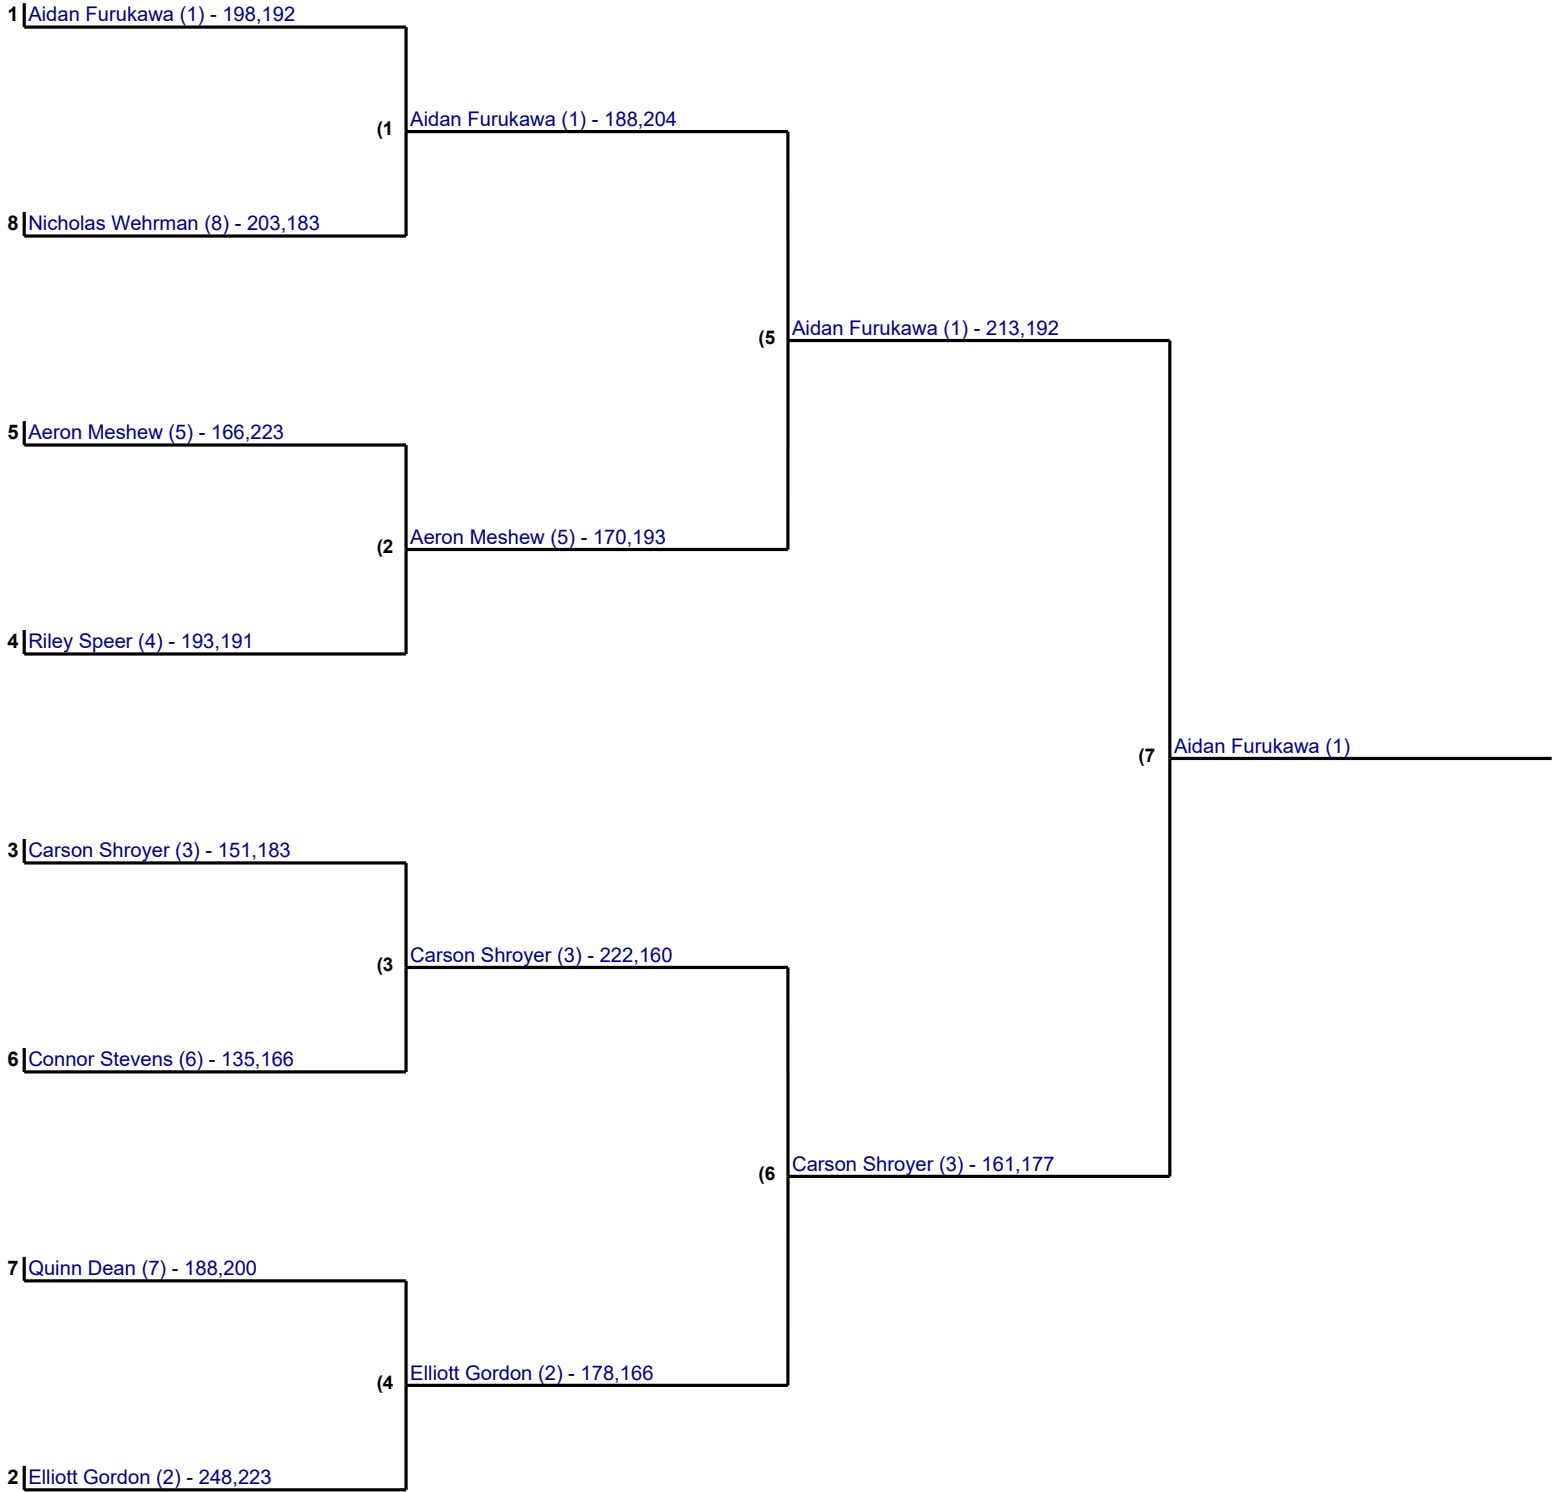 1 Aidan Furukawa (1) - 198,192
(1 Aidan Furukawa (1) - 188,204
8 Nicholas Wehrman (8) - 203,183
(5 Aidan Furukawa (1) - 213,192
5 Aeron Meshew (5) - 166,223
(2 Aeron Meshew (5) - 170,193
4 Riley Speer (4) - 193,191
(7 Aidan Furukawa (1)
3 Carson Shroyer (3) - 151,183
(3 Carson Shroyer (3) - 222,160
6 Connor Stevens (6) - 135,166
(6 Carson Shroyer (3) - 161,177
7 Quinn Dean (7) - 188,200
(4 Elliott Gordon (2) - 178,166
2 Elliott Gordon (2) - 248,223